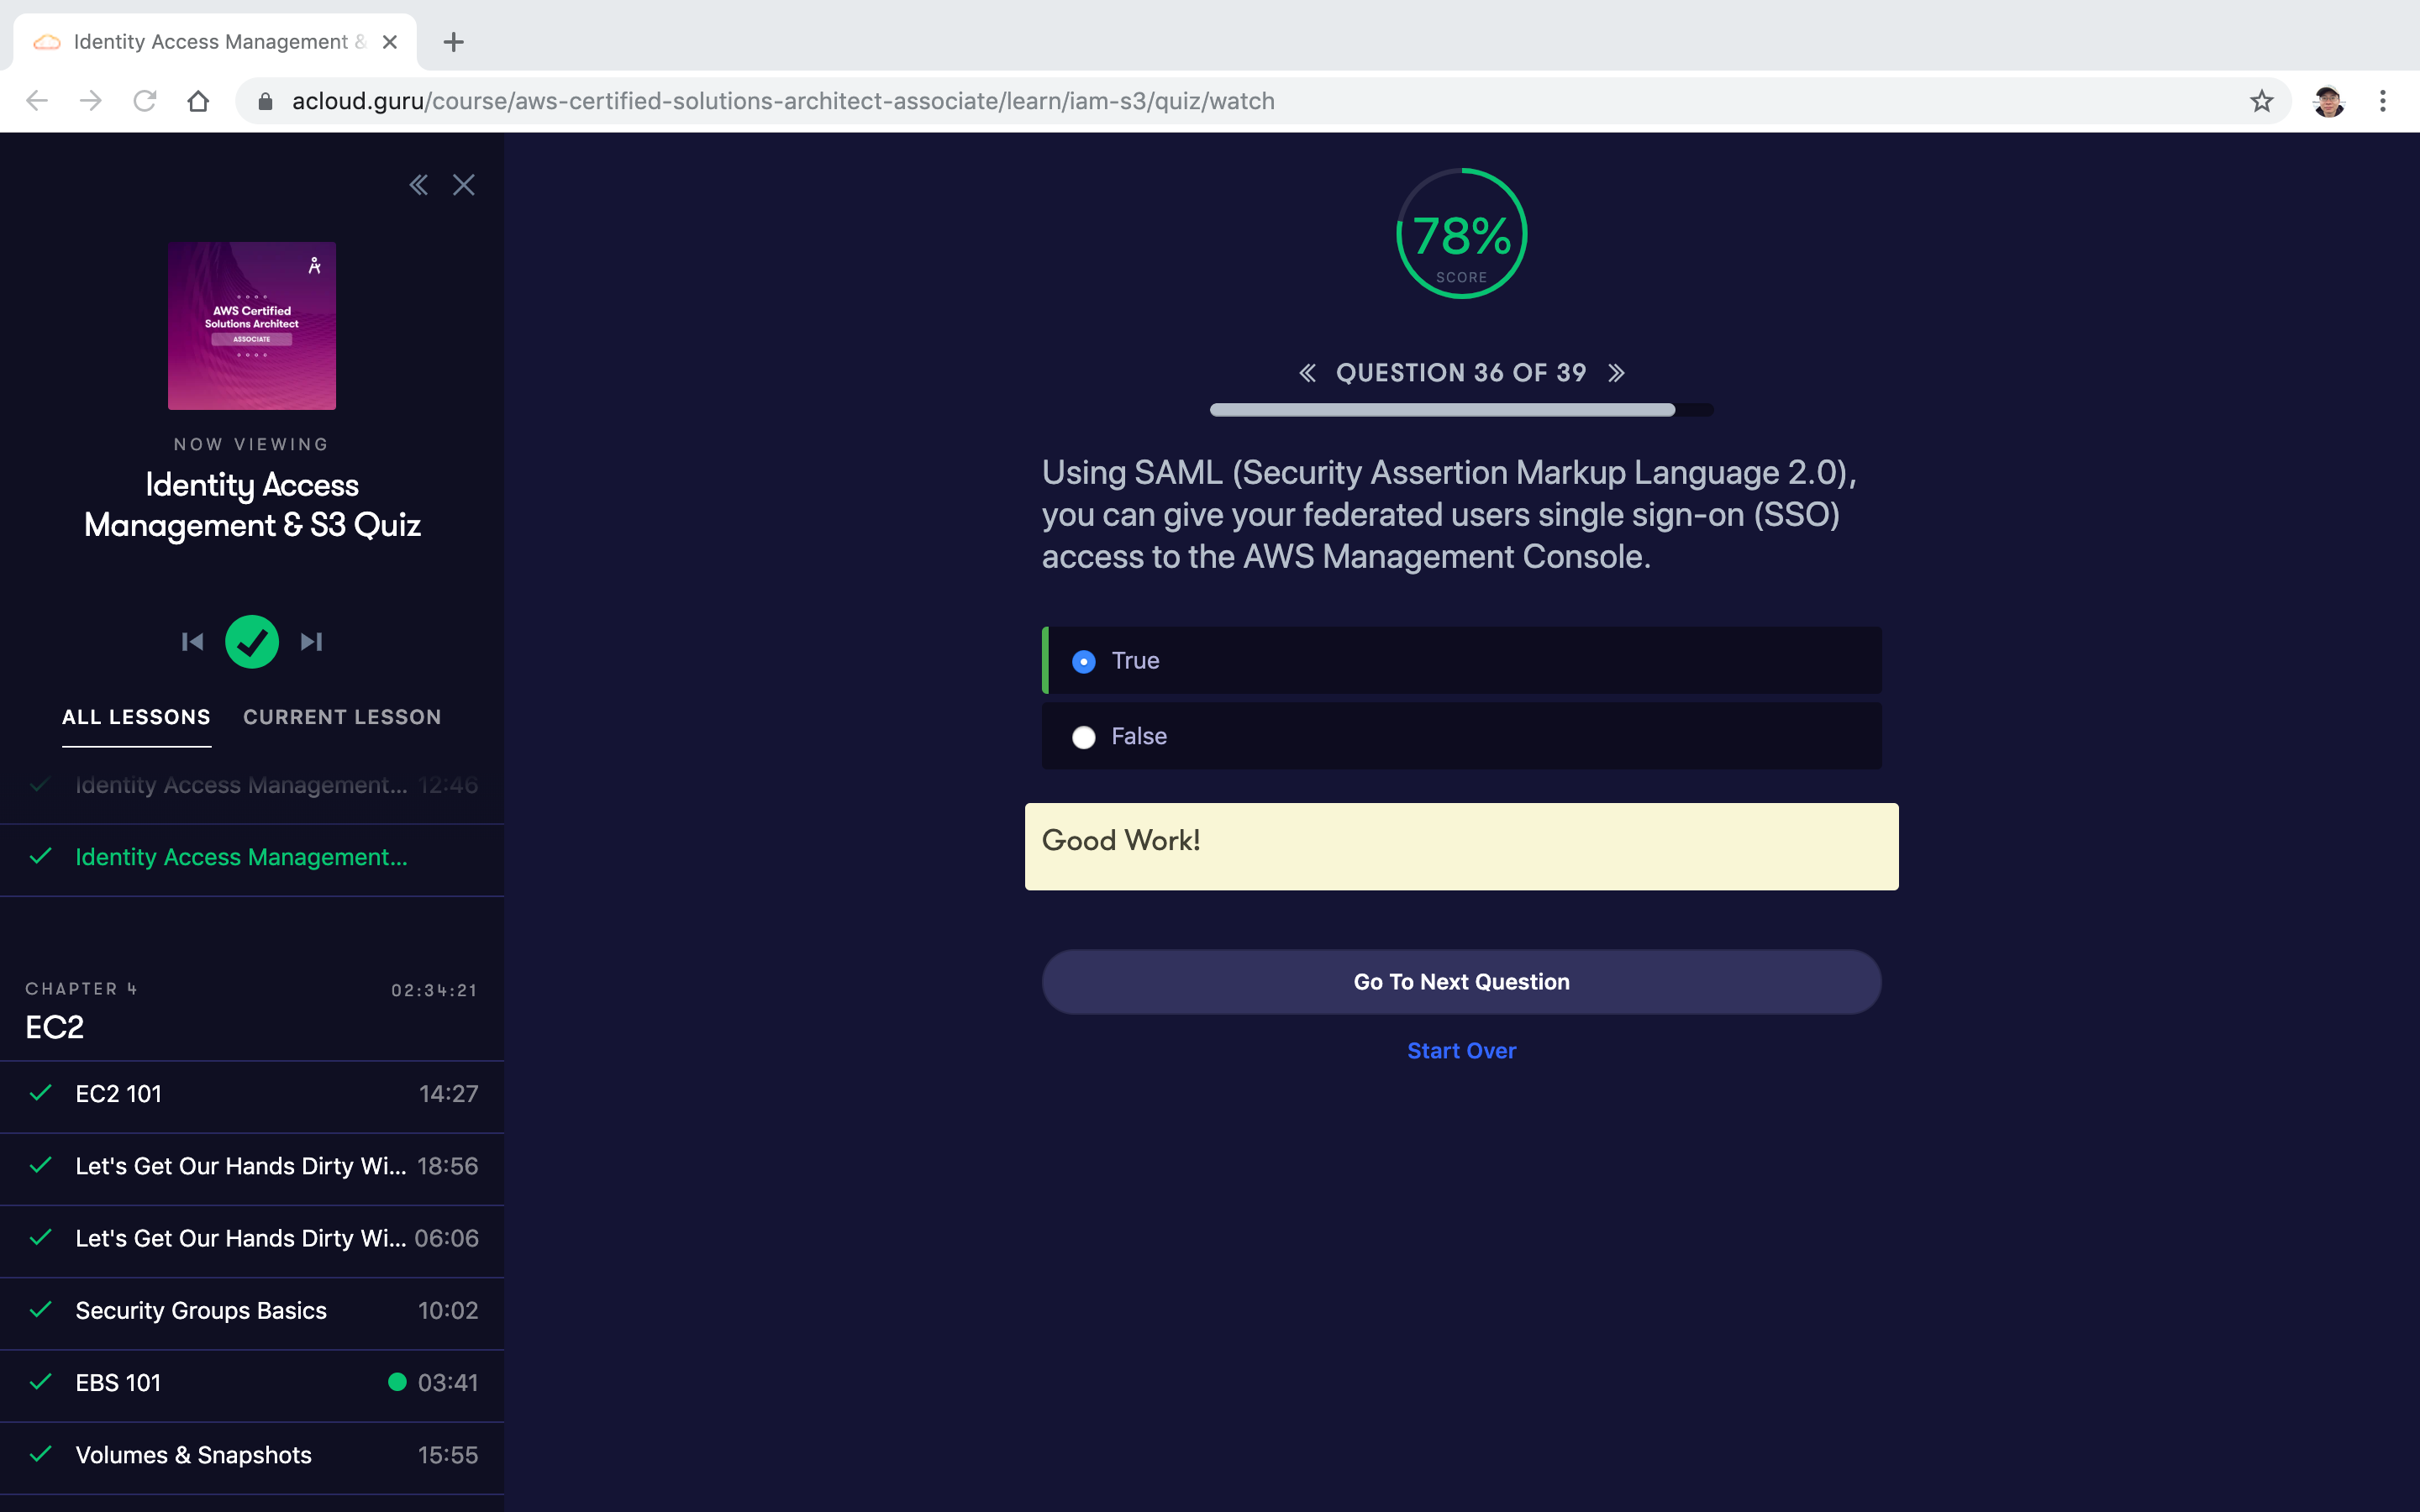 Identity Access Management &
acloud.guru/course/aws-certified-solutions-architect-associate/learn/iam-s3/quiz/watch
AWS Certified
Solutions Architect
ASSOCIATE
NOW VIEWING
Identity Access
Management & S3 Quiz
ALL LESSONS CURRENT LESSON
Identity Access Management... 12:46
Identity Access Management...
CHAPTER 4 02:34:21
EC2
EC2 101 14:27
Let's Get Our Hands Dirty Wi... 18:56
Let's Get Our Hands Dirty Wi... 06:06
Security Groups Basics 10:02
EBS 101 03:41
Volumes & Snapshots 15:55
78%
SCORE
QUESTION 36 OF 39
Using SAML (Security Assertion Markup Language 2.0),
you can give your federated users single sign-on (SSO)
access to the AWS Management Console.
True
False
Good Work!
Go To Next Question
Start Over